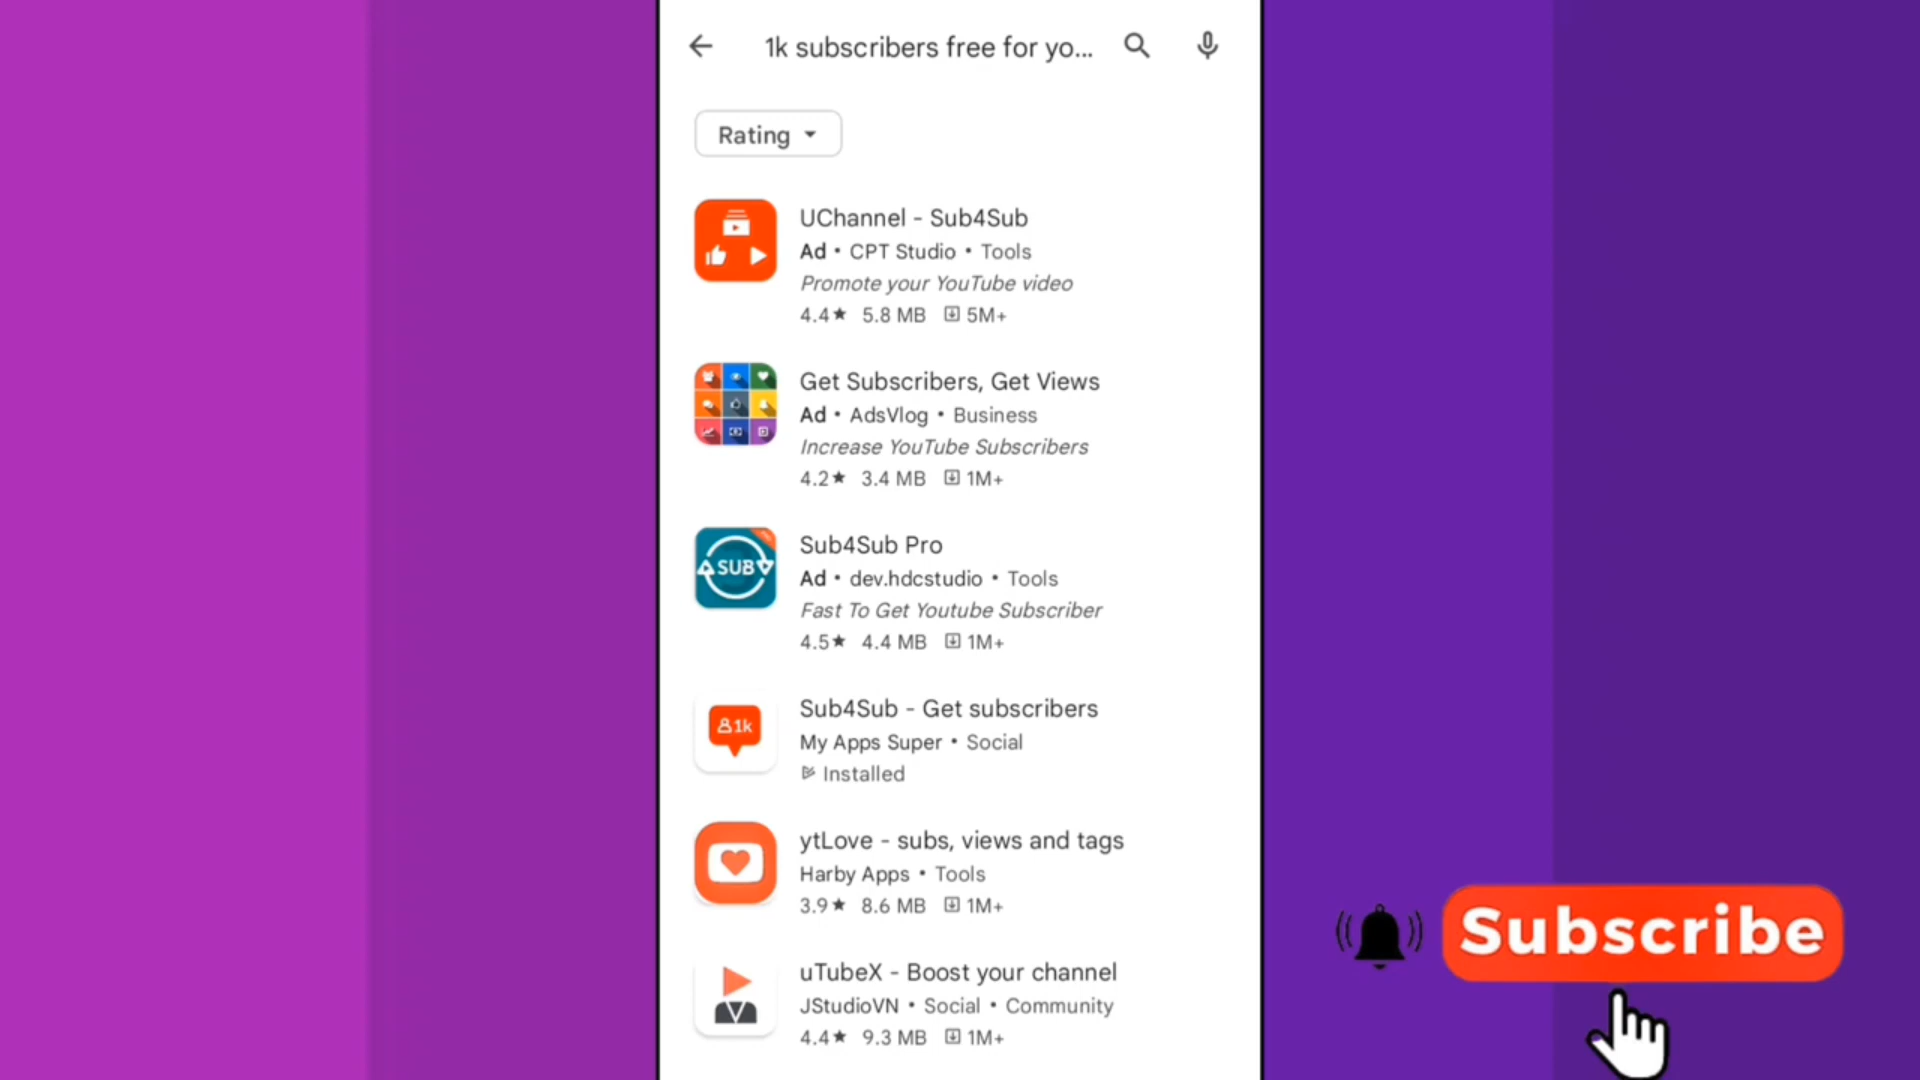 1k subscribers free for yo...
Rating
UChannel - Sub4Sub
Ad • CPT Studio • Tools
Promote your YouTube video
4.4★ 5.8 MB 5M+
Get Subscribers, Get Views
Ad • AdsVlog • Business
Increase YouTube Subscribers
4.2★ 3.4 MB 1M+
SUB
Sub4Sub Pro
Ad • dev.hdcstudio • Tools
Fast To Get Youtube Subscriber
4.5★ 4.4 MB 1M+
1k
Sub4Sub - Get subscribers
My Apps Super • Social
Installed
ytLove - subs, views and tags
Harby Apps • Tools
3.9★ 8.6 MB 1M+
uTubeX - Boost your channel
JStudioVN • Social • Community
4.4★ 9.3 MB 1M+
Subscribe